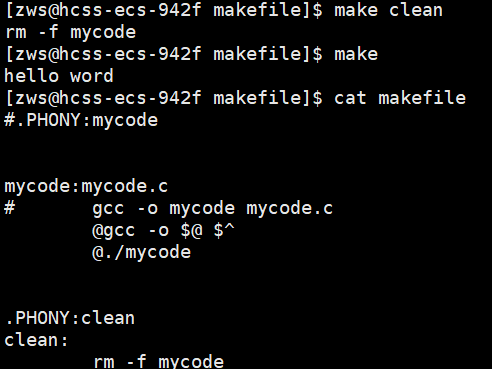 [zws@hcss-ecs-942f makefile]$ make clean
rm -f mycode
[zws@hcss-ecs-942f makefile]$ make
hello word
[zws@hcss-ecs-942f makefile]$ cat makefile
#.PHONY:mycode
mycode:mycode.c
#       gcc -o mycode mycode.c
        @gcc -o $@ $^
        @./mycode
.PHONY:clean
clean:
        rm -f mycode